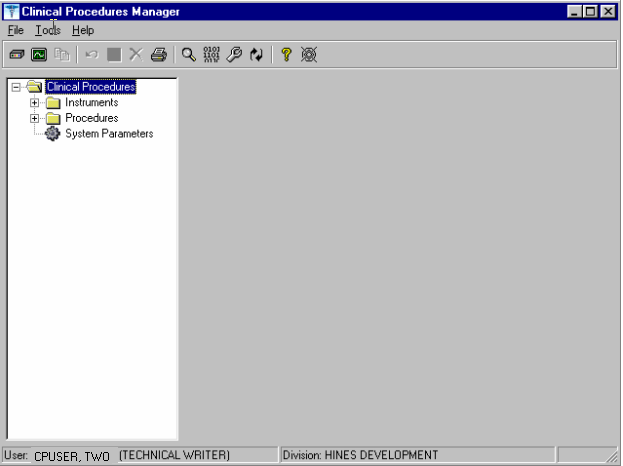 Clinical Procedures Manager
File Tools Help
Clinical Procedures
Instruments
Procedures
System Parameters
User: CPUSER, TWO (TECHNICAL WRITER) Division: HINES DEVELOPMENT